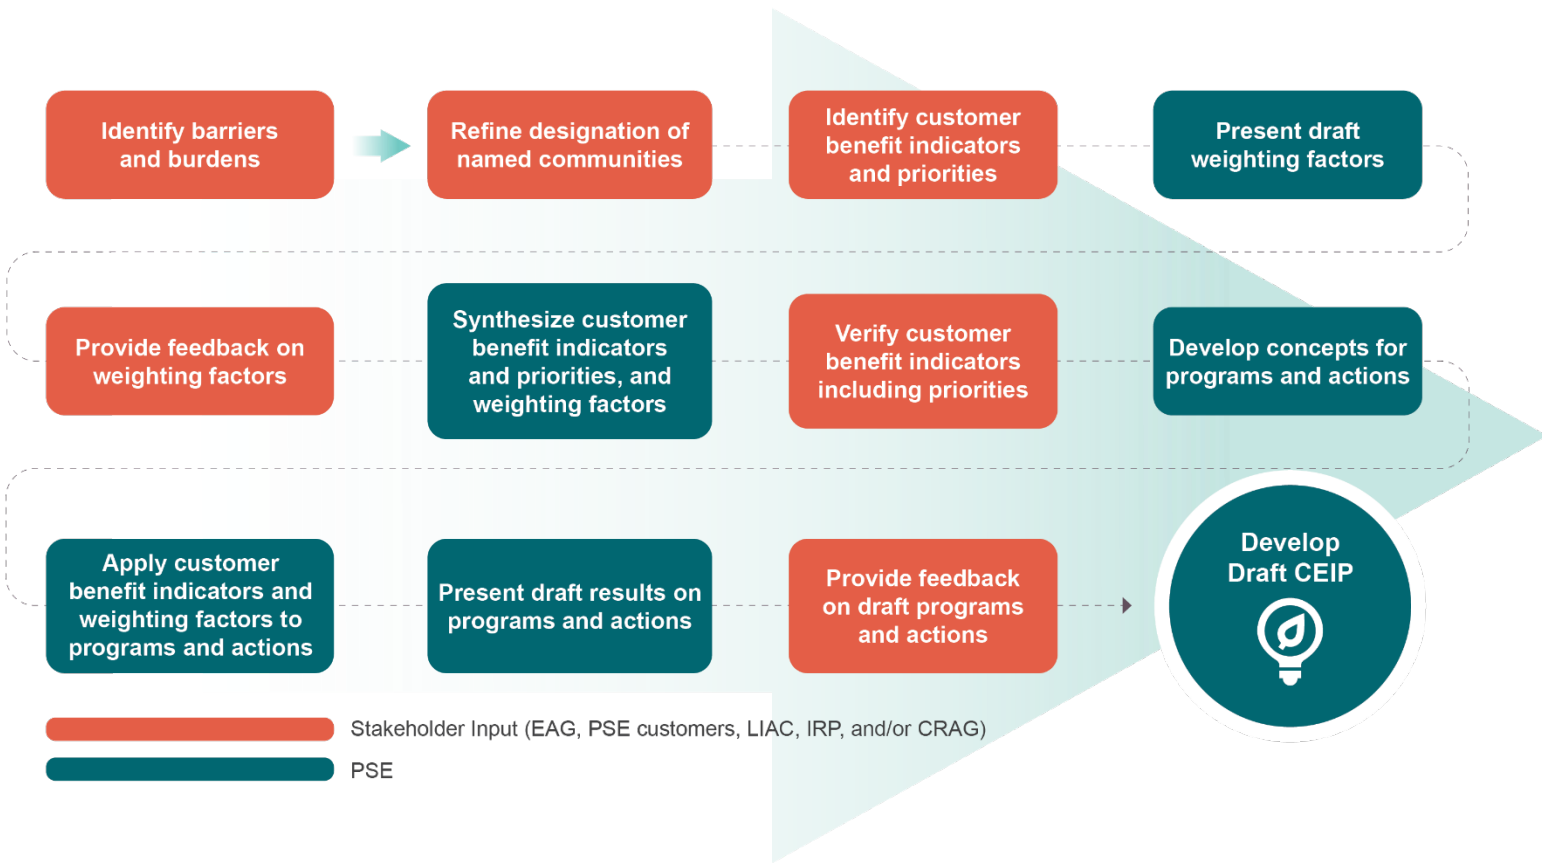 Identify barriers
and burdens
Refine designation of
named communities
Identify customer
benefit indicators
and priorities
Present draft
weighting factors
Provide feedback on
weighting factors
Synthesize customer
benefit indicators
and priorities, and
weighting factors
Verify customer
benefit indicators
including priorities
Develop concepts for
programs and actions
Apply customer
benefit indicators and
weighting factors to
programs and actions
Present draft results on
programs and actions
Provide feedback
on draft programs
and actions
Develop
Draft CEIP
Stakeholder Input (EAG, PSE customers, LIAC, IRP, and/or CRAG)
PSE